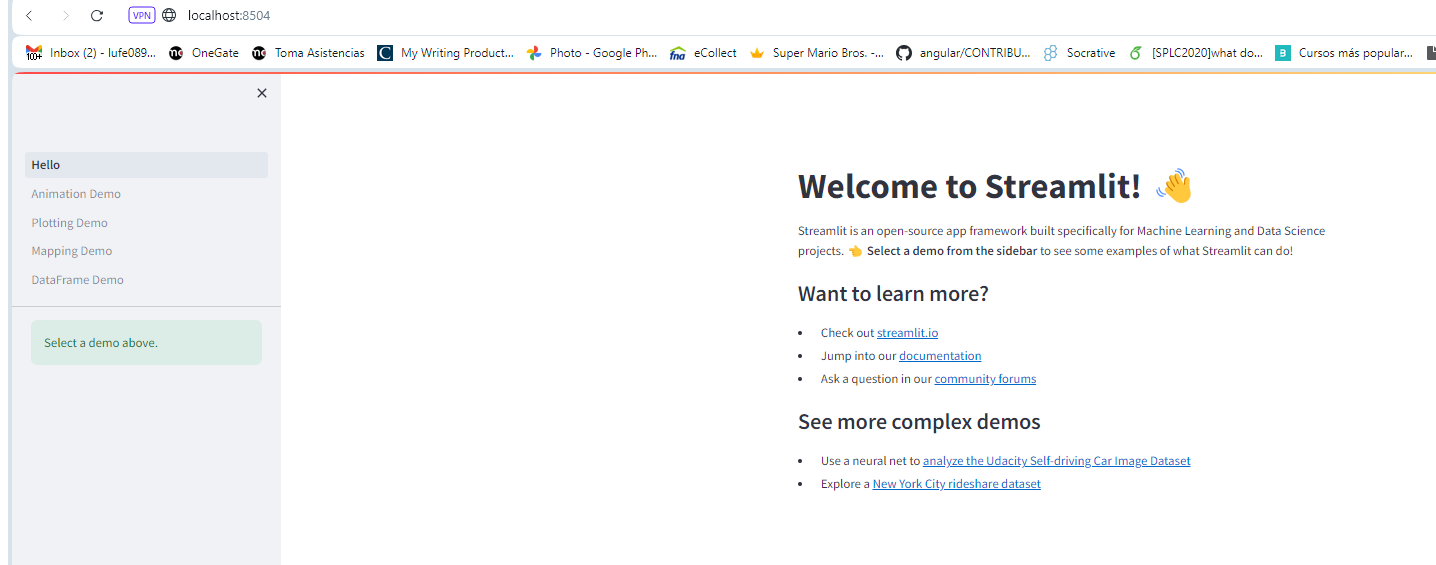 VPN localhost:8504
100+ Inbox (2) - lufe089... OneGate Toma Asistencias C My Writing Product... Photo - Google Ph... fna eCollect Super Mario Bros. -... angular/CONTRIBU... Socrative [SPLC2020]what do... B Cursos más popular...
Hello
Animation Demo
Plotting Demo
Mapping Demo
DataFrame Demo
Select a demo above.
Welcome to Streamlit! 👋
Streamlit is an open-source app framework built specifically for Machine Learning and Data Science
projects. 👈 Select a demo from the sidebar to see some examples of what Streamlit can do!
Want to learn more?
• Check out streamlit.io
• Jump into our documentation
• Ask a question in our community forums
See more complex demos
• Use a neural net to analyze the Udacity Self-driving Car Image Dataset
• Explore a New York City rideshare dataset